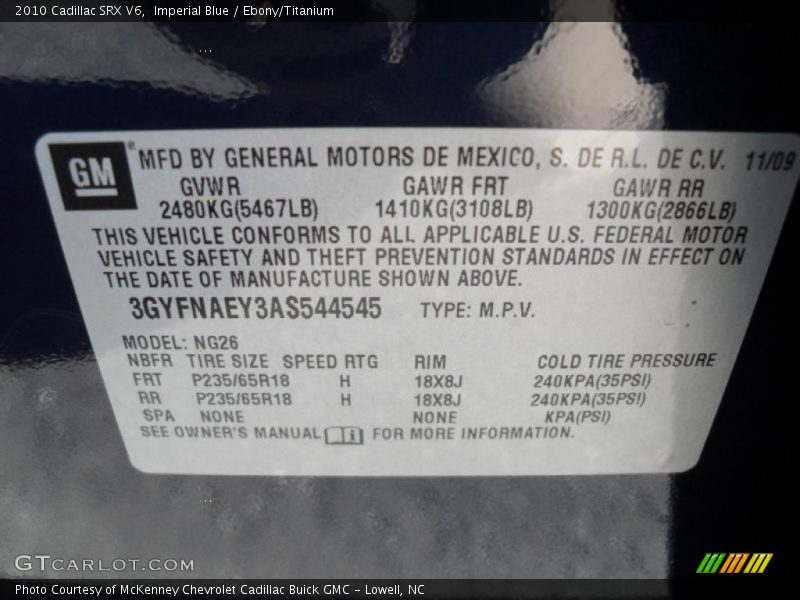 2010 Cadillac SRX V6, Imperial Blue / Ebony/Titanium
GM® MFD BY GENERAL MOTORS DE MEXICO, S. DE R.L. DE C.V. 11/09
GVWR GAWR FRT GAWR RR
2480KG(5467LB) 1410KG(3108LB) 1300KG(2866LB)
THIS VEHICLE CONFORMS TO ALL APPLICABLE U.S. FEDERAL MOTOR
VEHICLE SAFETY AND THEFT PREVENTION STANDARDS IN EFFECT ON
THE DATE OF MANUFACTURE SHOWN ABOVE.
3GYFNAEY3AS544545 TYPE: M.P.V.
MODEL: NG26
NBFR TIRE SIZE SPEED RTG RIM COLD TIRE PRESSURE
FRT P235/65R18 H 18X8J 240KPA(35PSI)
RR P235/65R18 H 18X8J 240KPA(35PSI)
SPA NONE NONE KPA(PSI)
SEE OWNER'S MANUAL FOR MORE INFORMATION.
GTCARLOT.COM
Photo Courtesy of McKenney Chevrolet Cadillac Buick GMC - Lowell, NC